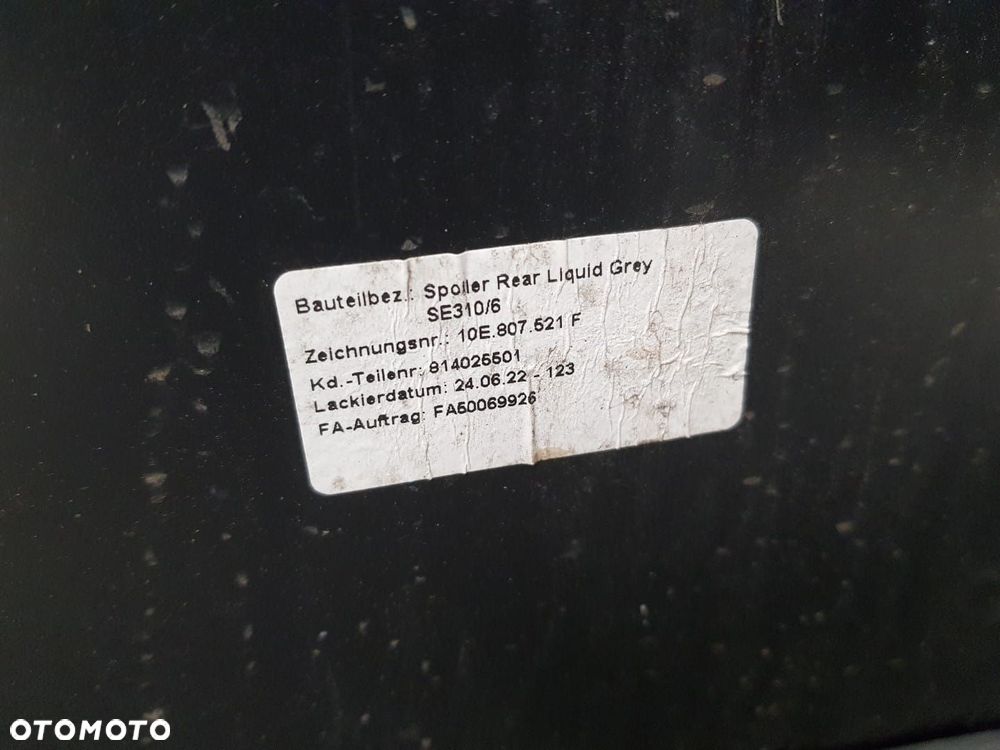 Bauteilbez.: Spoiler Rear Liquid Grey
SE310/6
Zeichnungsnr.: 10E.807.521 F
Kd.-Teilenr: 814025501
Lackierdatum: 24.06.22 - 123
FA-Auftrag: FA50069926
OTOMOTO